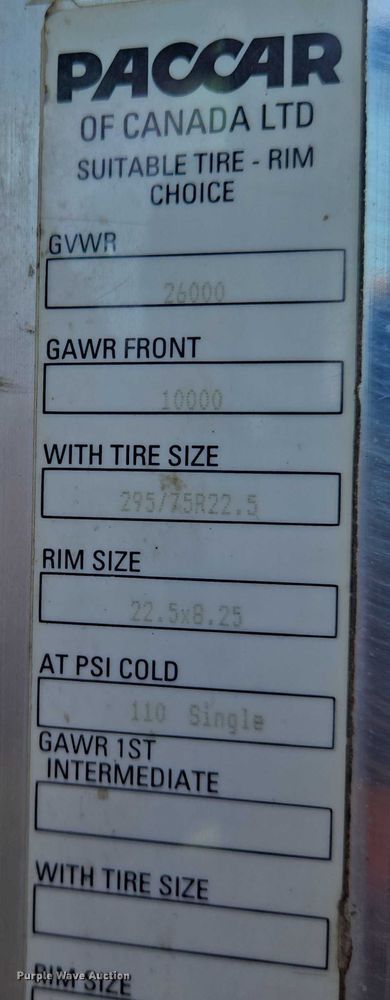 PACCAR
OF CANADA LTD
SUITABLE TIRE - RIM
CHOICE
GVWR
26000
GAWR FRONT
10000
WITH TIRE SIZE
295/75R22.5
RIM SIZE
22.5x8.25
AT PSI COLD
110 Single
GAWR 1ST
INTERMEDIATE
WITH TIRE SIZE
RIM SIZE
Purple Wave Auction